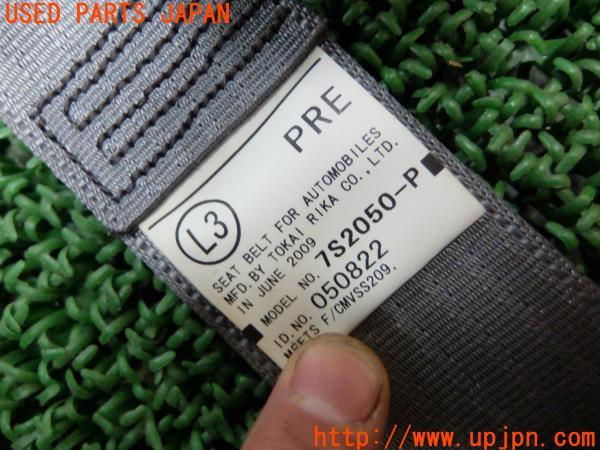 USED PARTS JAPAN
PRE
L3
SEAT BELT FOR AUTOMOBILES
MFD. BY TOKAI RIKA CO., LTD.
IN JUNE 2009
MODEL NO. 7S2050-P
ID. NO. 050822
MEETS F/CMVSS209.
http://www.upjpn.com